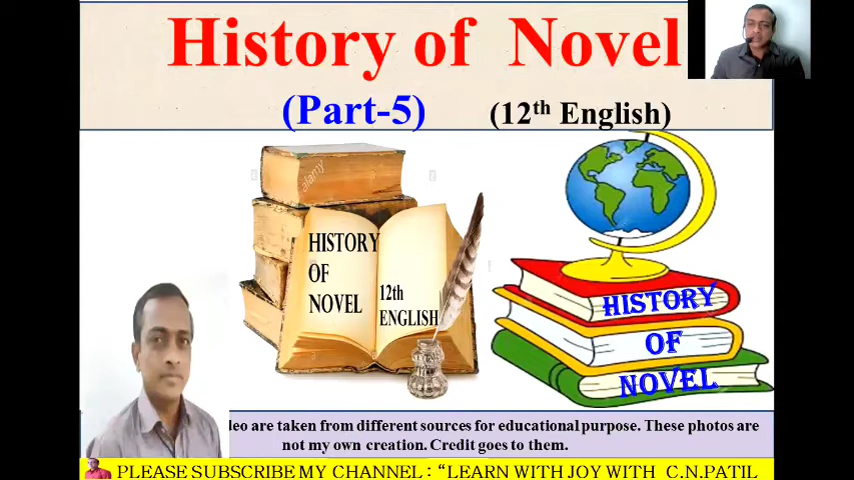 History of Novel
(Part-5) (12th English)
alamy
HISTORY
OF
NOVEL
12th
ENGLISH
HISTORY
OF
NOVEL
deo are taken from different sources for educational purpose. These photos are
not my own creation. Credit goes to them.
PLEASE SUBSCRIBE MY CHANNEL : “LEARN WITH JOY WITH C.N.PATIL